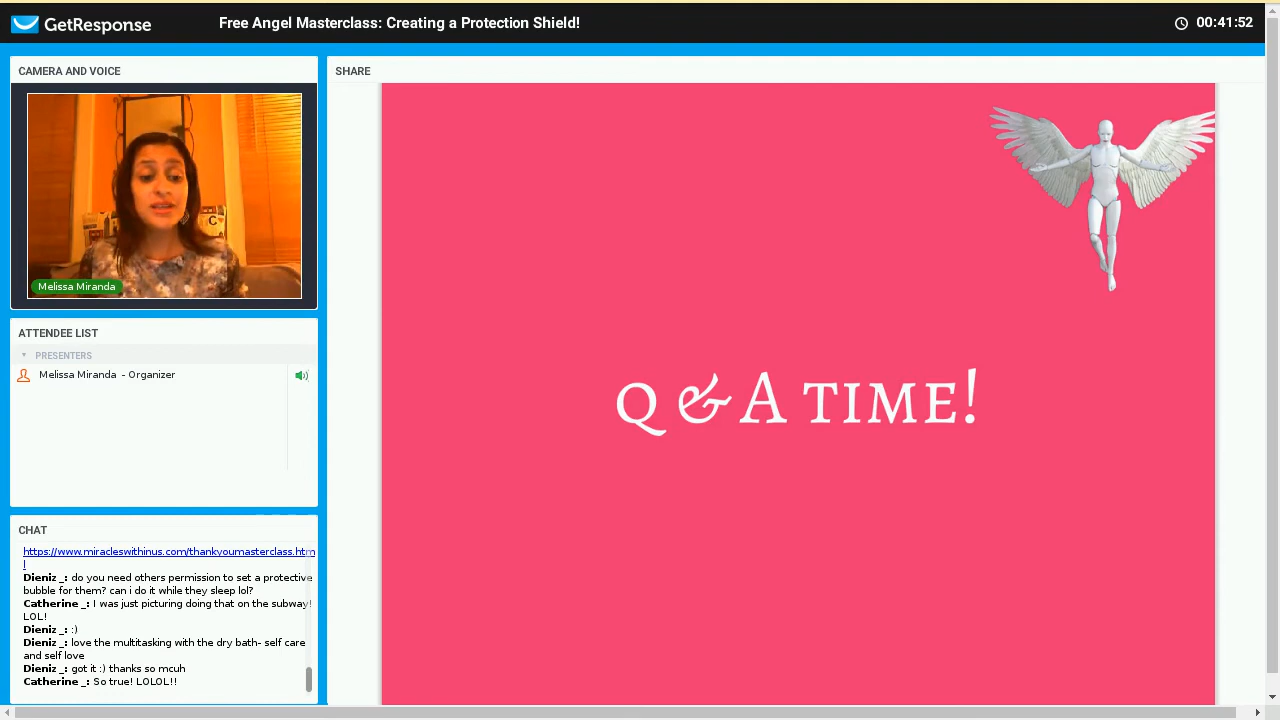 GetResponse
Free Angel Masterclass: Creating a Protection Shield!
00:41:52
CAMERA AND VOICE
Melissa Miranda
ATTENDEE LIST
PRESENTERS
Melissa Miranda - Organizer
CHAT
https://www.miracleswithinus.com/thankyoumasterclass.htm
l
Dieniz _: do you need others permission to set a protective
bubble for them? can i do it while they sleep lol?
Catherine _: I was just picturing doing that on the subway!
LOL!
Dieniz _: :)
Dieniz _: love the multitasking with the dry bath- self care
and self love
Dieniz _: got it :) thanks so mcuh
Catherine _: So true! LOLOL!!
SHARE
Q & A TIME!